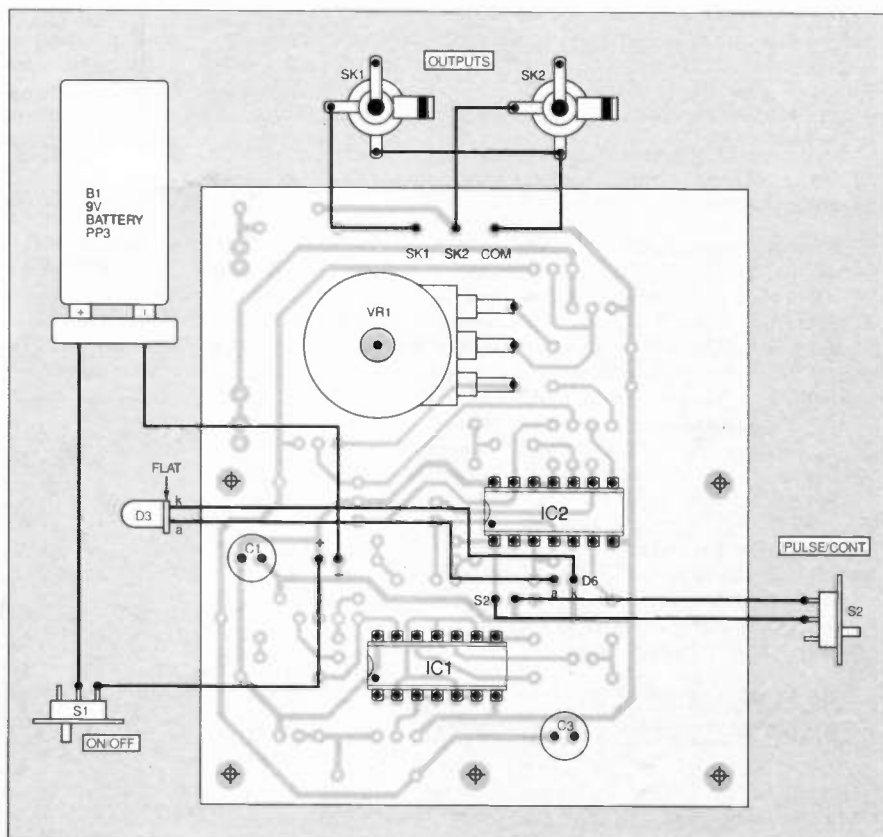 OUTPUTS
SK1
SK2
B1
9V
BATTERY
PP3
+
-
SK1 SK2 COM
VR1
FLAT
k
D3
a
IC2
C1
+
-
PULSE/CONT
D6
a k
S2
S2
IC1
S1
ON/OFF
C3